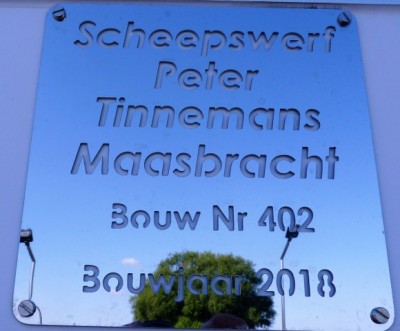 Scheepswerf
Peter
Tinnemans
Maasbracht
Bouw Nr 402
Bouwjaar 2018